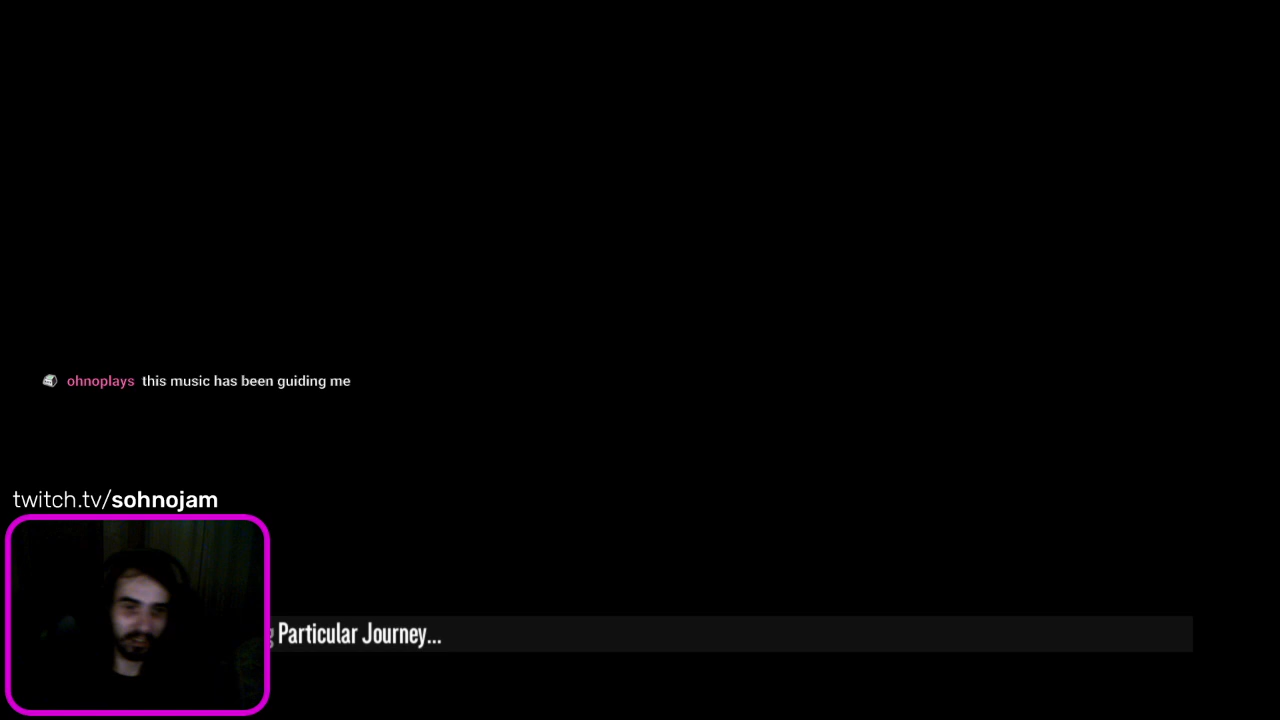 ohnoplays this music has been guiding me
twitch.tv/sohnojam
Particular Journey...